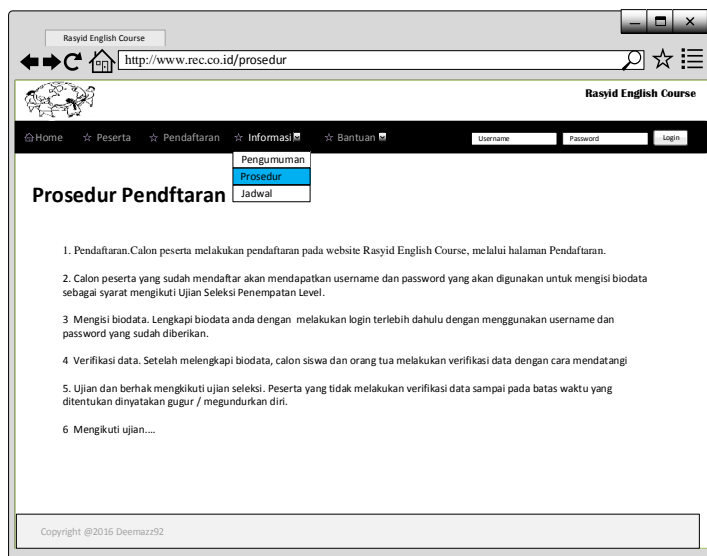 Rasyid English Course
http://www.rec.co.id/prosedur
Rasyid English Course
Home Peserta Pendaftaran Informasi Bantuan Username Password Login
Pengumuman
Prosedur
Jadwal
Prosedur Pendftaran
1. Pendaftaran.Calon peserta melakukan pendaftaran pada website Rasyid English Course, melalui halaman Pendaftaran.
2. Calon peserta yang sudah mendaftar akan mendapatkan username dan password yang akan digunakan untuk mengisi biodata
sebagai syarat mengikuti Ujian Seleksi Penempatan Level.
3 Mengisi biodata. Lengkapi biodata anda dengan melakukan login terlebih dahulu dengan menggunakan username dan
password yang sudah diberikan.
4 Verifikasi data. Setelah melengkapi biodata, calon siswa dan orang tua melakukan verifikasi data dengan cara mendatangi
5. Ujian dan berhak mengkikuti ujian seleksi. Peserta yang tidak melakukan verifikasi data sampai pada batas waktu yang
ditentukan dinyatakan gugur / megundurkan diri.
6 Mengikuti ujian....
Copyright @2016 Deemazz92